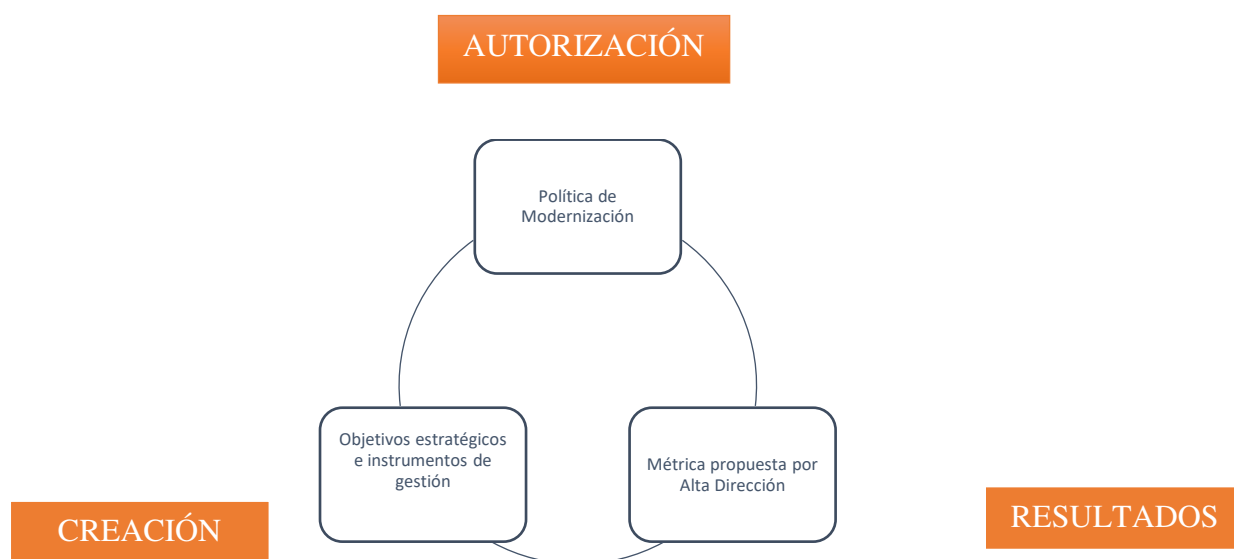 AUTORIZACIÓN
Política de
Modernización
Objetivos estratégicos
e instrumentos de
gestión
Métrica propuesta por
Alta Dirección
CREACIÓN
RESULTADOS